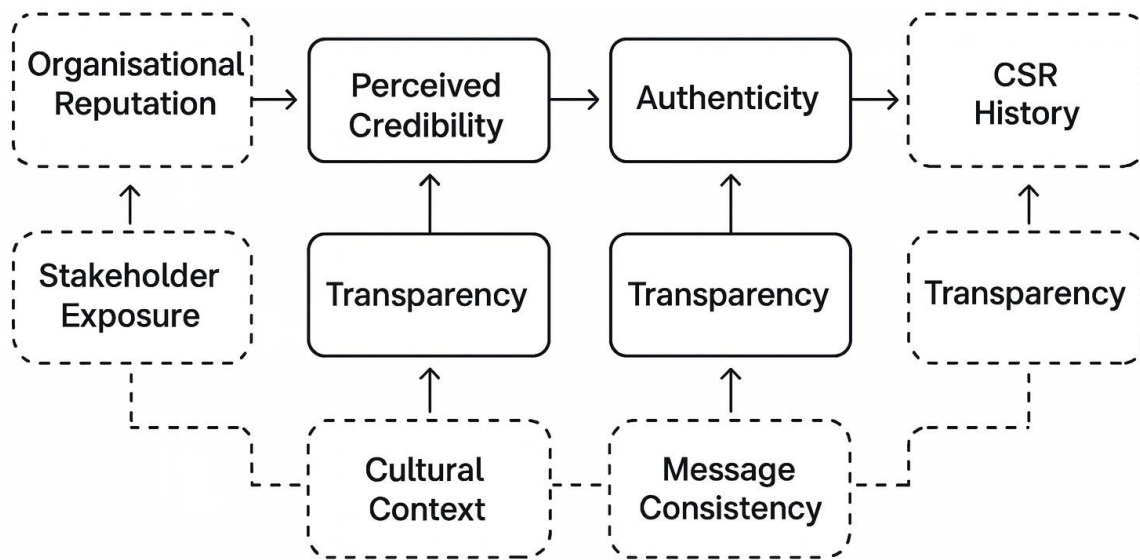 Organisational
Reputation
Perceived
Credibility
Authenticity
CSR
History
Stakeholder
Exposure
Transparency
Transparency
Transparency
Cultural
Context
Message
Consistency